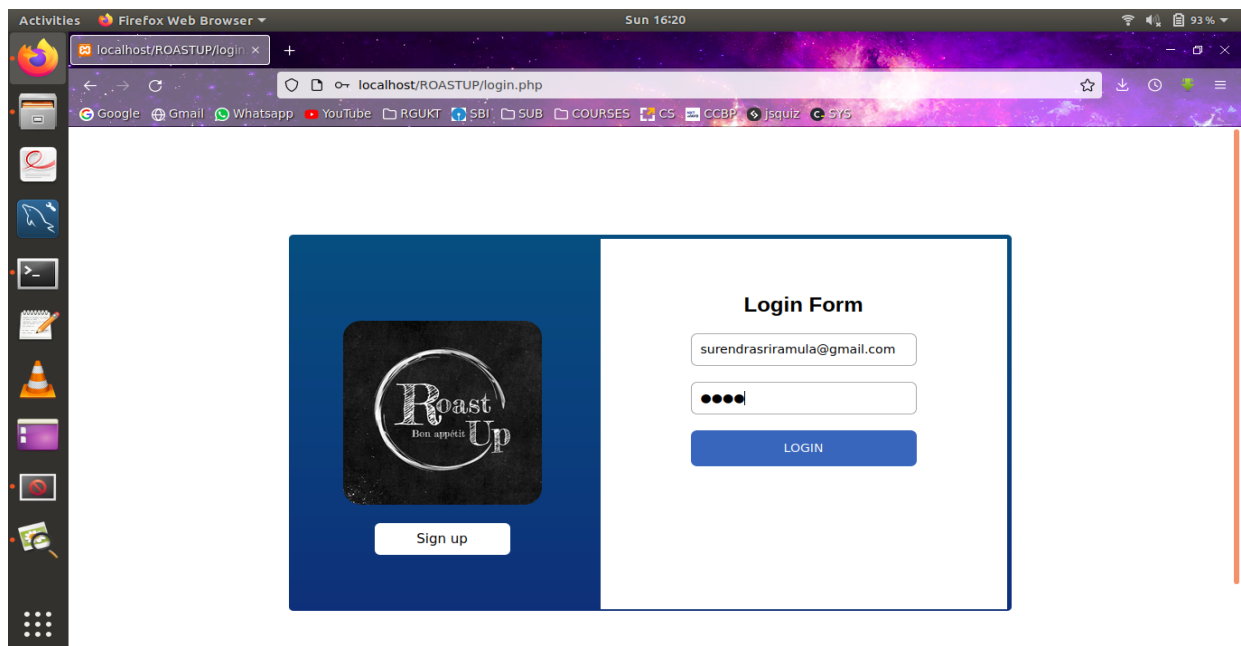 Activities Firefox Web Browser Sun 16:20 93 %
localhost/ROASTUP/login
localhost/ROASTUP/login.php
Google Gmail Whatsapp YouTube RGUKT SBI SUB COURSES CS CCBP jsquiz SYS
Login Form
surendrasriramula@gmail.com
Roast
Bon appétit Up
LOGIN
Sign up